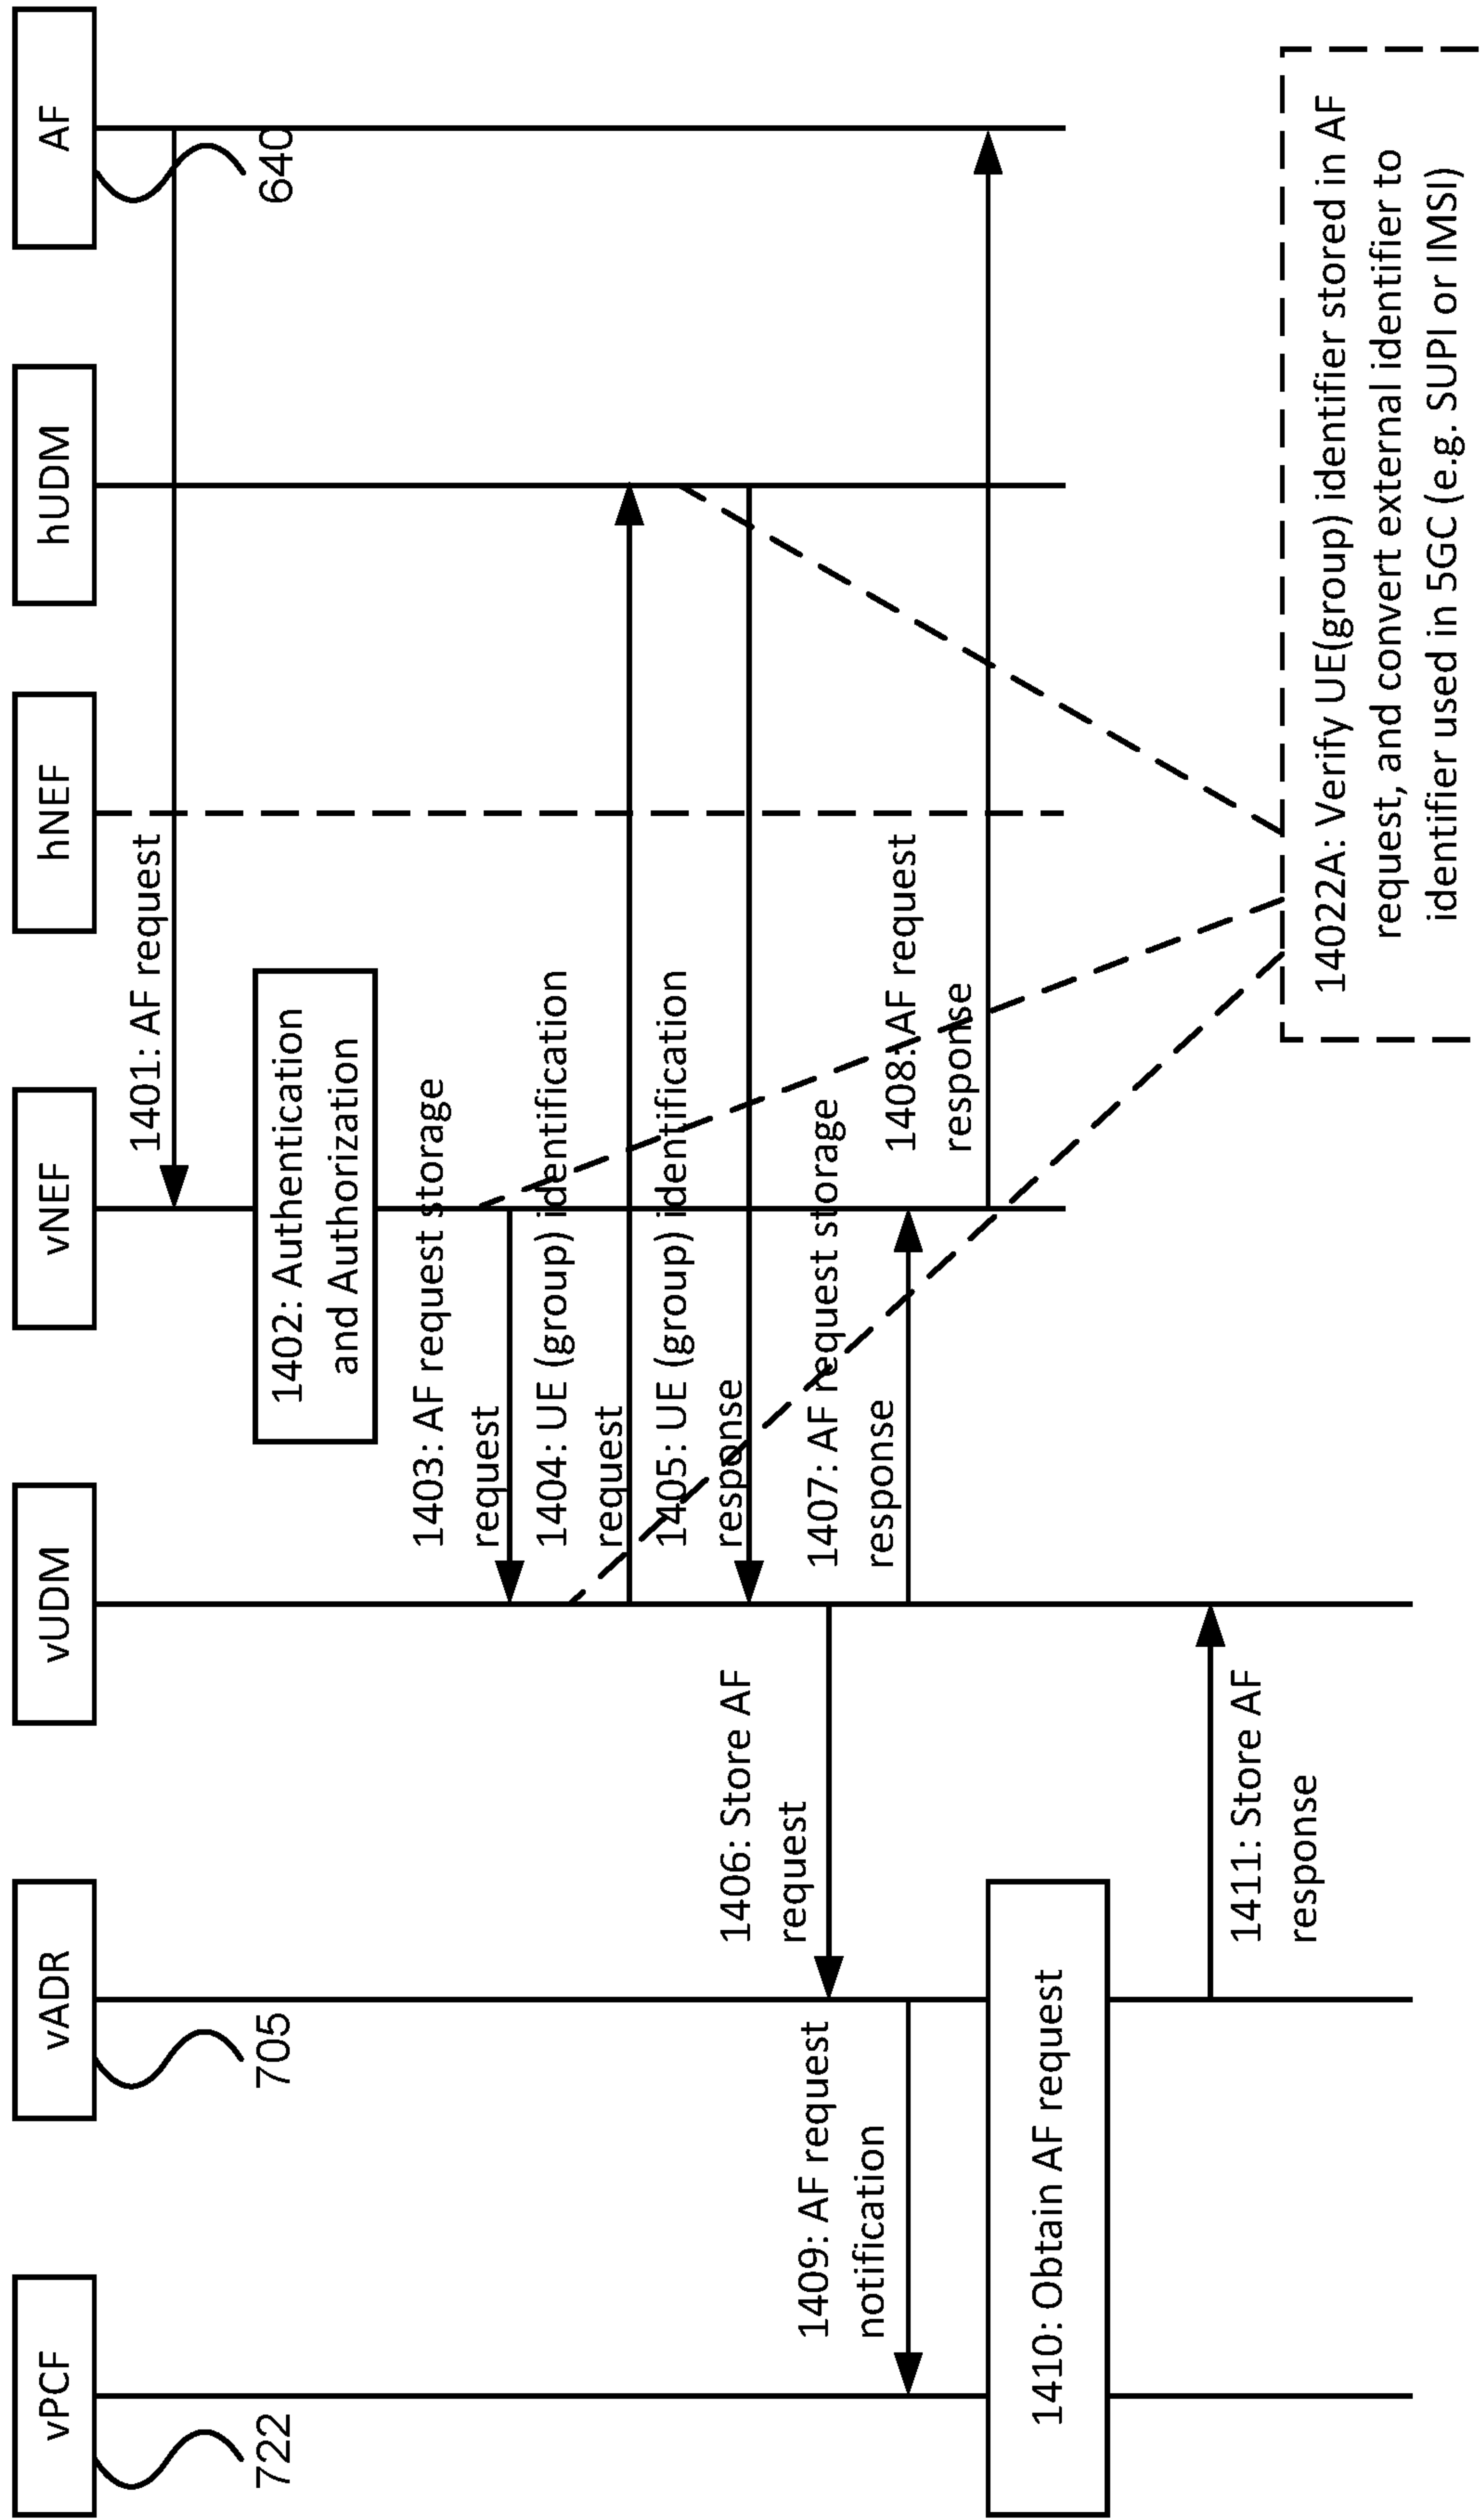 vPCF
vADR
vUDM
vNEF
hNEF
hUDM
AF
722
705
640
1401: AF request
1402: Authentication
and Authorization
1403: AF request storage
request
1404: UE (group) identification
request
1405: UE (group) identification
response
1406: Store AF
request
1407: AF request storage
response
1408: AF request
response
1409: AF request
notification
1410: Obtain AF request
1411: Store AF
response
14022A: Verify UE(group) identifier stored in AF
request, and convert external identifier to
identifier used in 5GC (e.g. SUPI or IMSI)